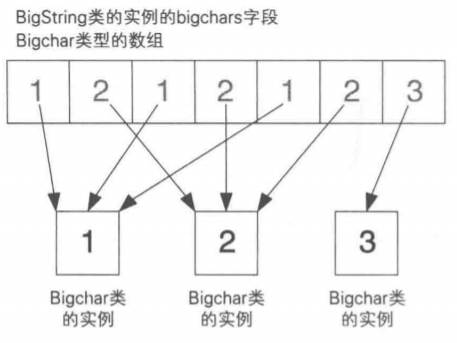 BigString类的实例的bigchars字段
Bigchar类型的数组
1 2 1 2 1 2 3
1 2 3
Bigchar类 Bigchar类 Bigchar类
的实例 的实例 的实例